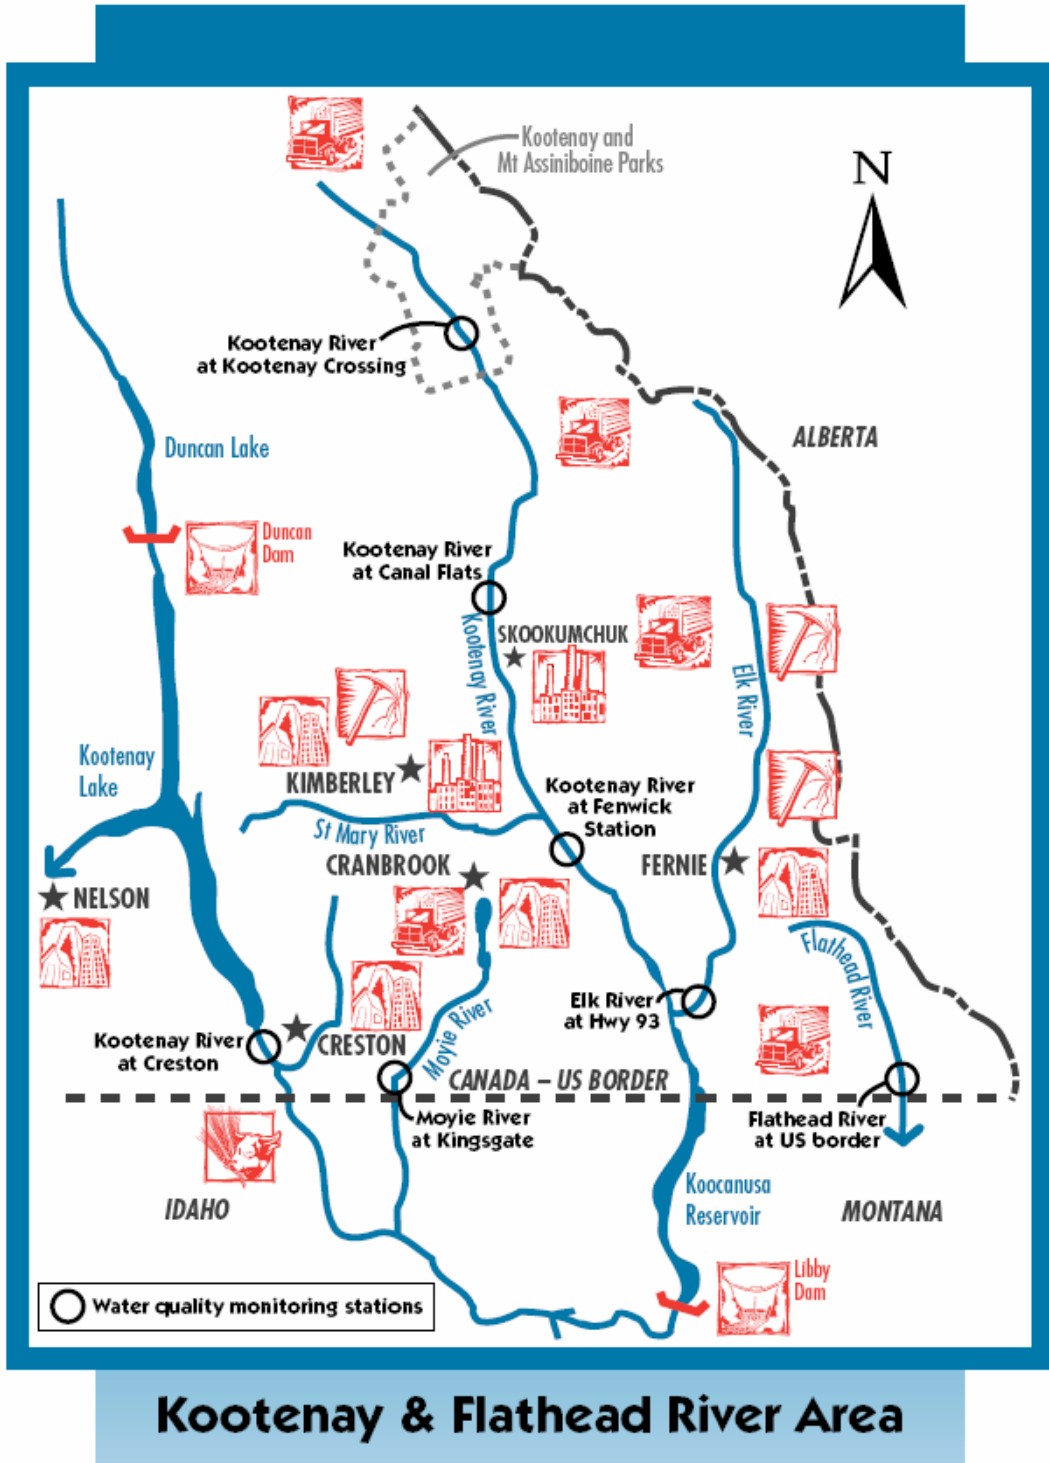 Kootenay and
Mt Assiniboine Parks
N
Kootenay River
at Kootenay Crossing
ALBERTA
Duncan Lake
Duncan
Dam
Kootenay River
at Canal Flats
Kootenay River
SKOOKUMCHUK
Elk River
Kootenay
Lake
KIMBERLEY
Kootenay River
at Fenwick
Station
St Mary River
CRANBROOK
FERNIE
NELSON
Flathead River
Elk River
at Hwy 93
Moyie River
Kootenay River
at Creston
CRESTON
CANADA – US BORDER
Moyie River
at Kingsgate
Flathead River
at US border
Koocanusa
Reservoir
IDAHO
MONTANA
Libby
Dam
Water quality monitoring stations
Kootenay & Flathead River Area